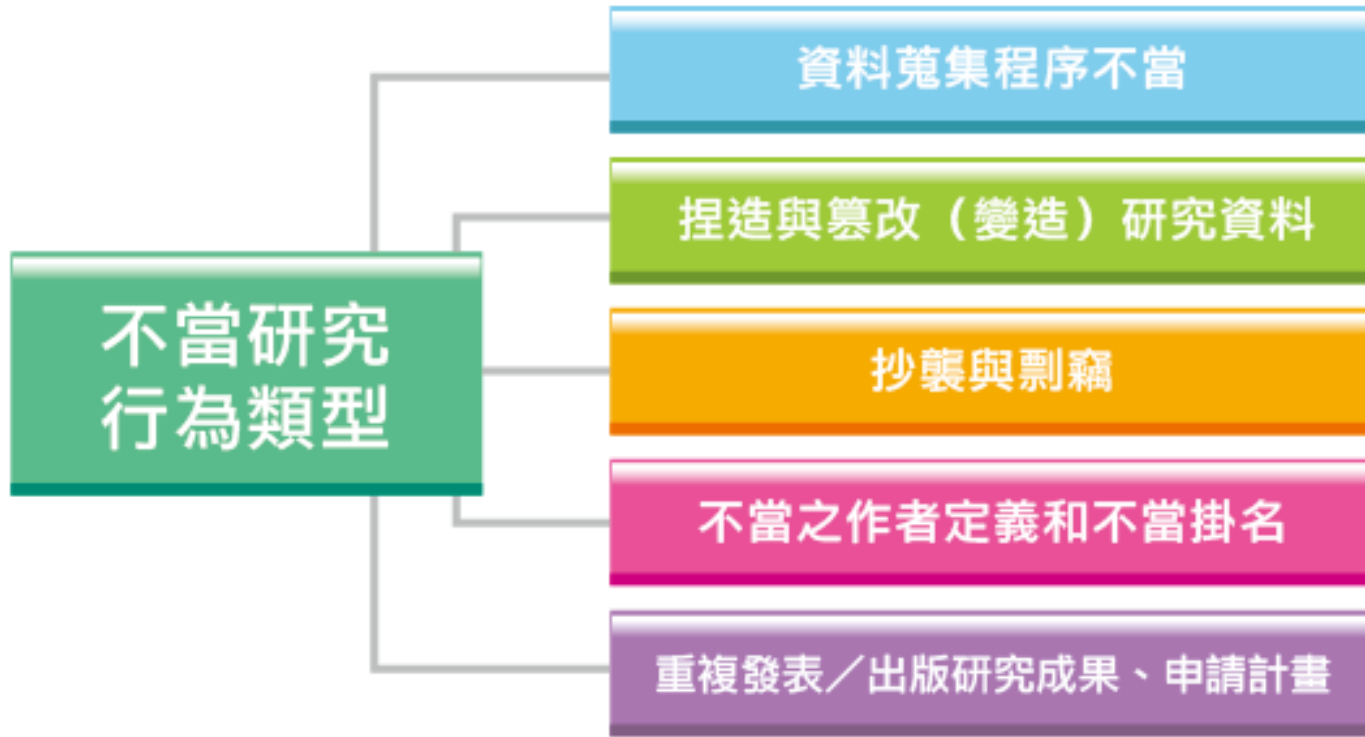 不當研究
行為類型
資料蒐集程序不當
捏造與篡改（變造）研究資料
抄襲與剽竊
不當之作者定義和不當掛名
重複發表／出版研究成果、申請計畫